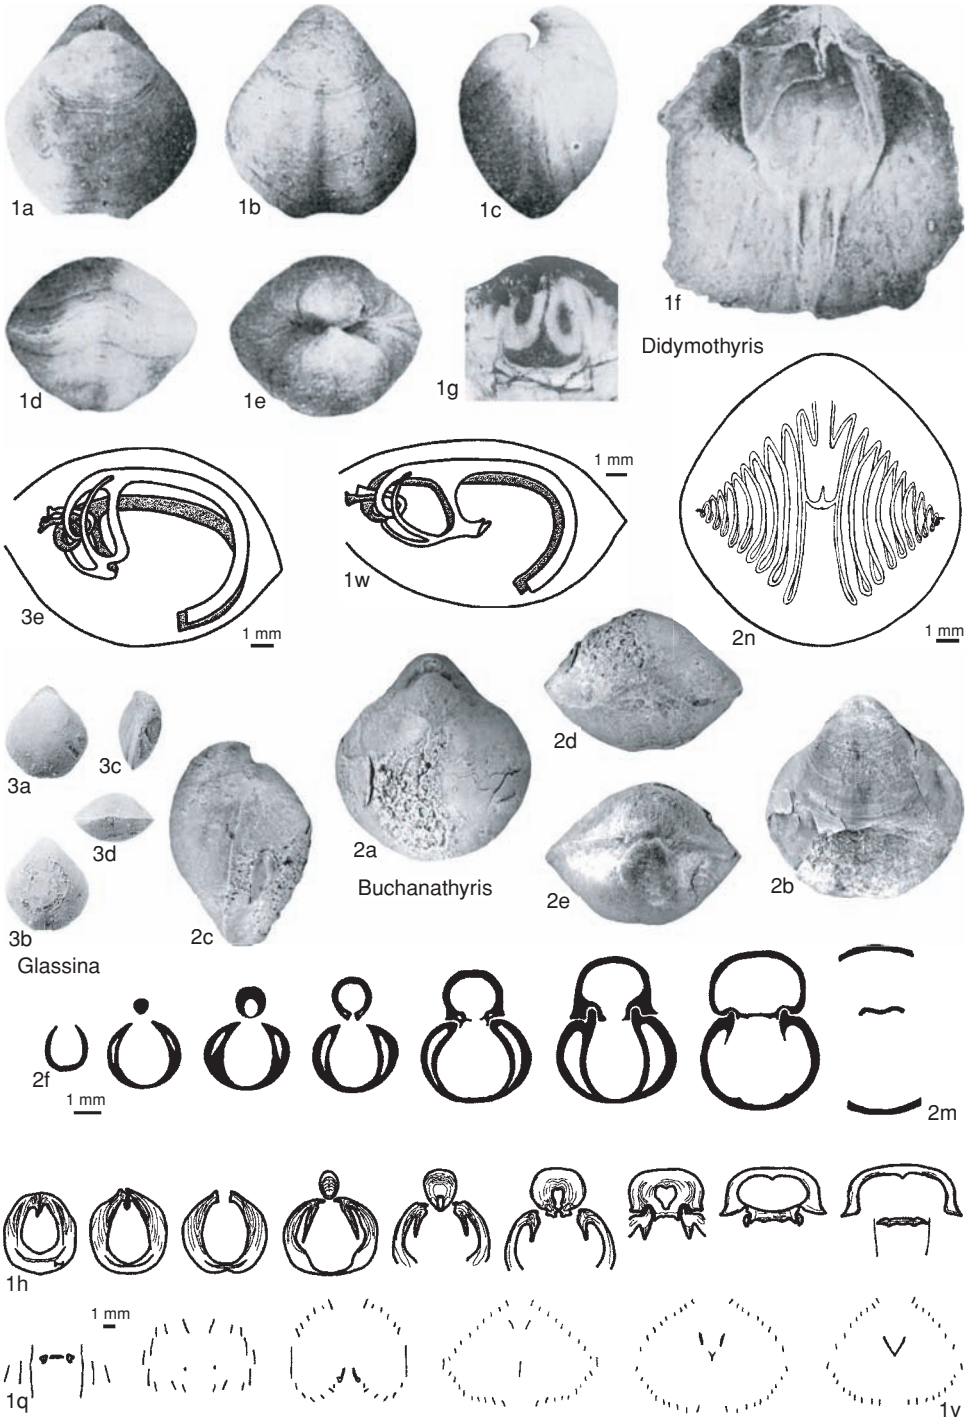 1a
1b
1c
1f
1d
1e
1g
Didymothyris
3e
1 mm
1w
1 mm
2n
1 mm
3a
3c
3d
3b
2c
2a
2d
2e
2b
Buchanathyris
Glassina
2f
1 mm
2m
1h
1 mm
1q
1v